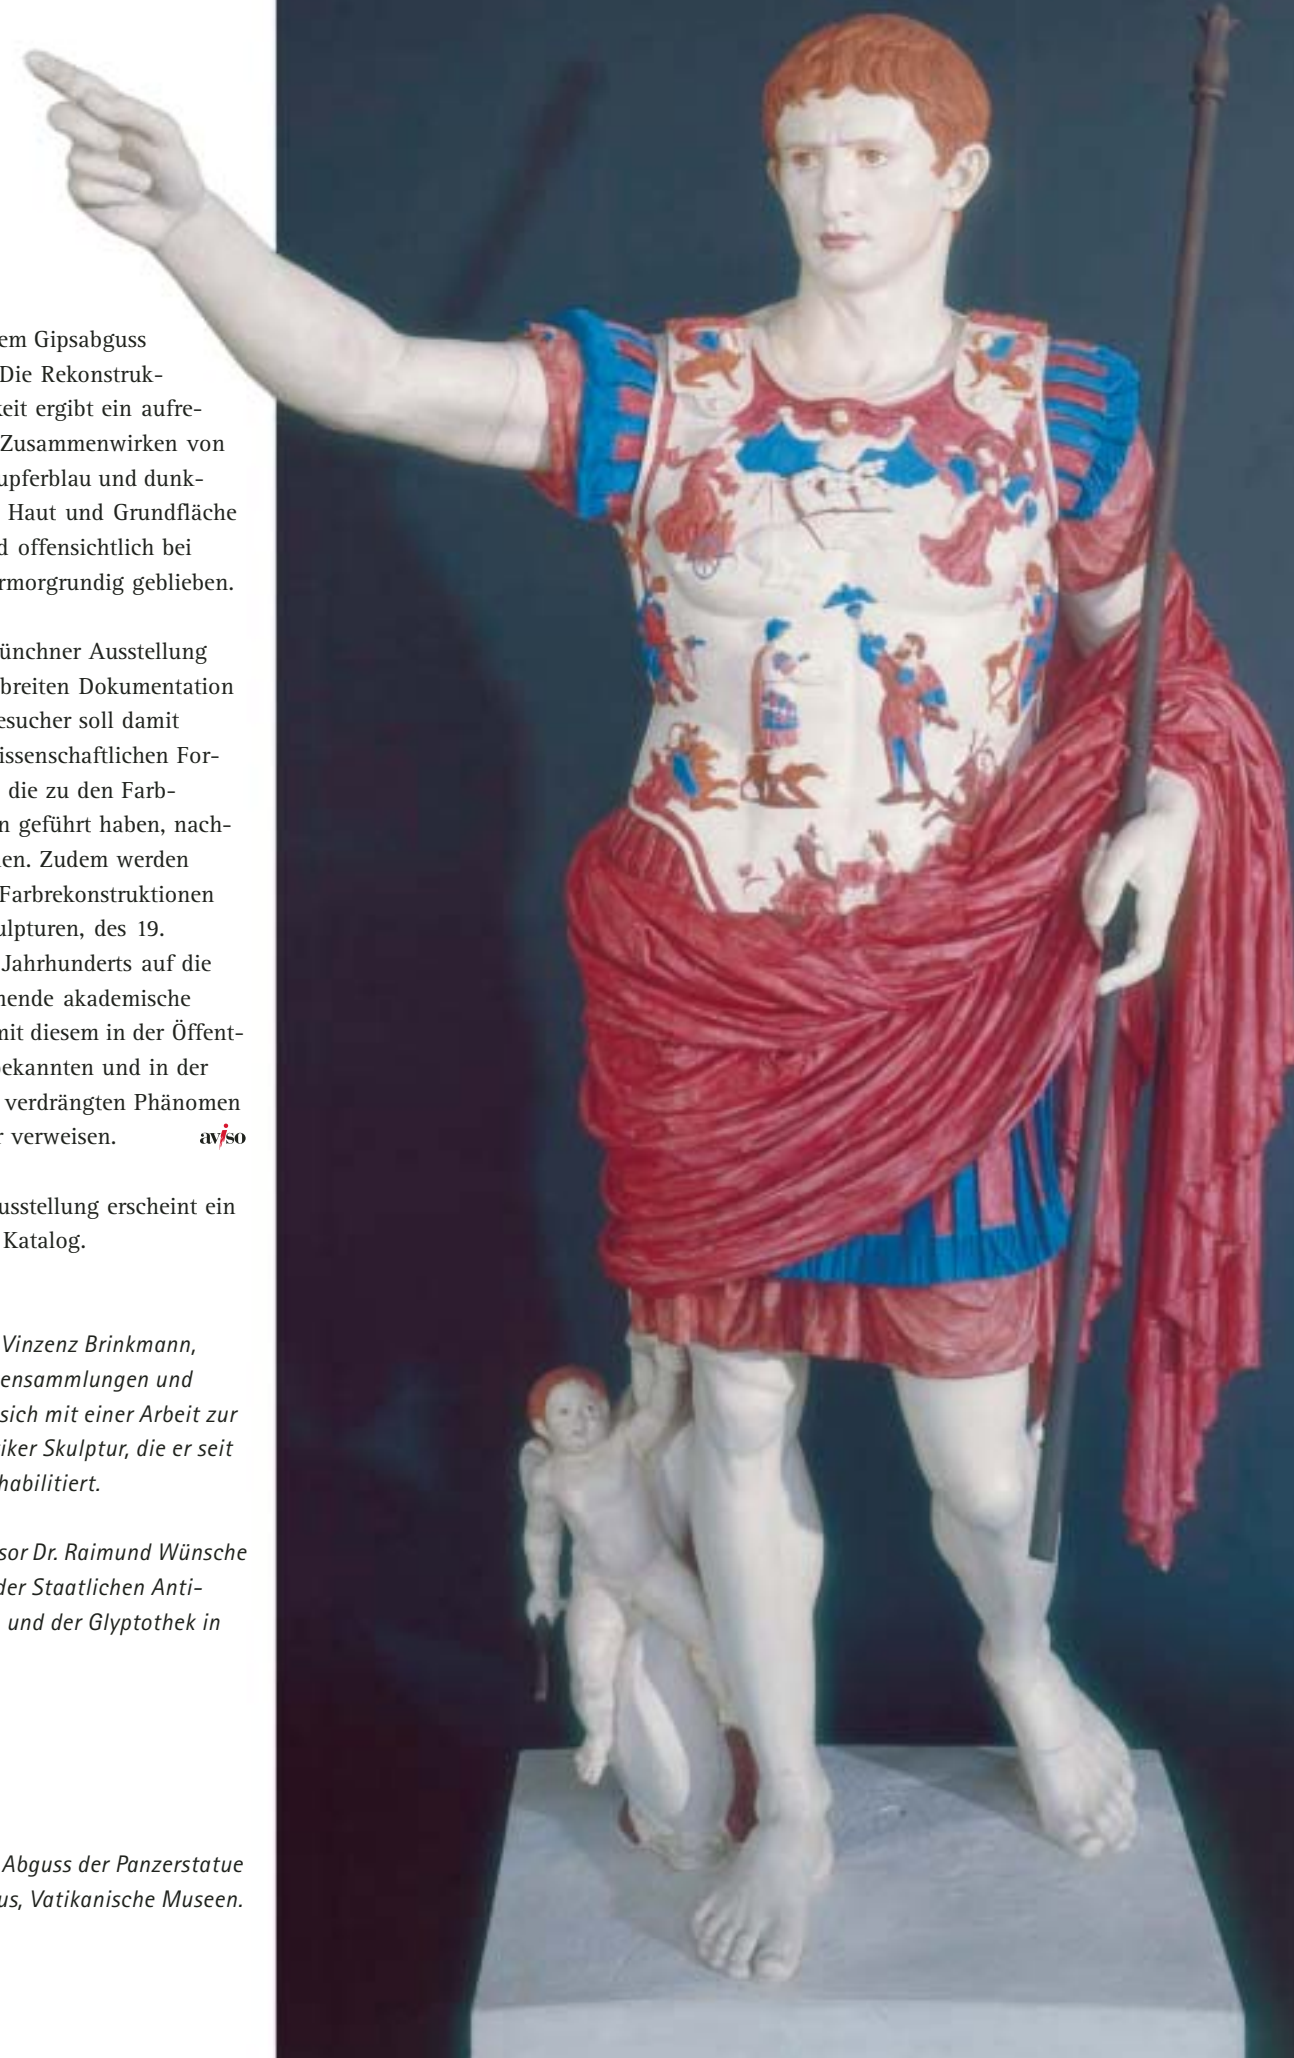 em Gipsabguss
Die Rekonstruk-
keit ergibt ein aufre-
Zusammenwirken von
upferblau und dunk-
Haut und Grundfläche
d offensichtlich bei
rmorgrundig geblieben.
ünchner Ausstellung
breiten Dokumentation
esucher soll damit
issenschaftlichen For-
die zu den Farb-
n geführt haben, nach-
en. Zudem werden
Farbrekonstruktionen
ulpturen, des 19.
Jahrhunderts auf die
hende akademische
mit diesem in der Öffent-
bekannten und in der
verdrängten Phänomen
r verweisen. aviso
usstellung erscheint ein
Katalog.
Vinzenz Brinkmann,
ensammlungen und
sich mit einer Arbeit zur
iker Skulptur, die er seit
habilitiert.
sor Dr. Raimund Wünsche
der Staatlichen Anti-
und der Glyptothek in
Abguss der Panzerstatue
us, Vatikanische Museen.